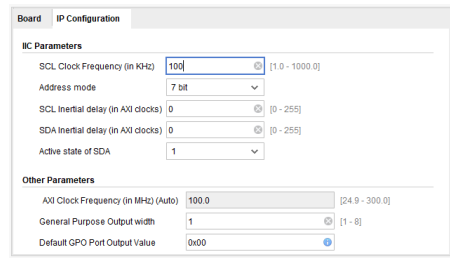 Board IP Configuration
IIC Parameters
SCL Clock Frequency (in KHz) 100 [1.0 - 1000.0]
Address mode 7 bit
SCL Inertial delay (in AXI clocks) 0 [0 - 255]
SDA Inertial delay (in AXI clocks) 0 [0 - 255]
Active state of SDA 1
Other Parameters
AXI Clock Frequency (in MHz) (Auto) 100.0 [24.9 - 300.0]
General Purpose Output width 1 [1 - 8]
Default GPO Port Output Value 0x00